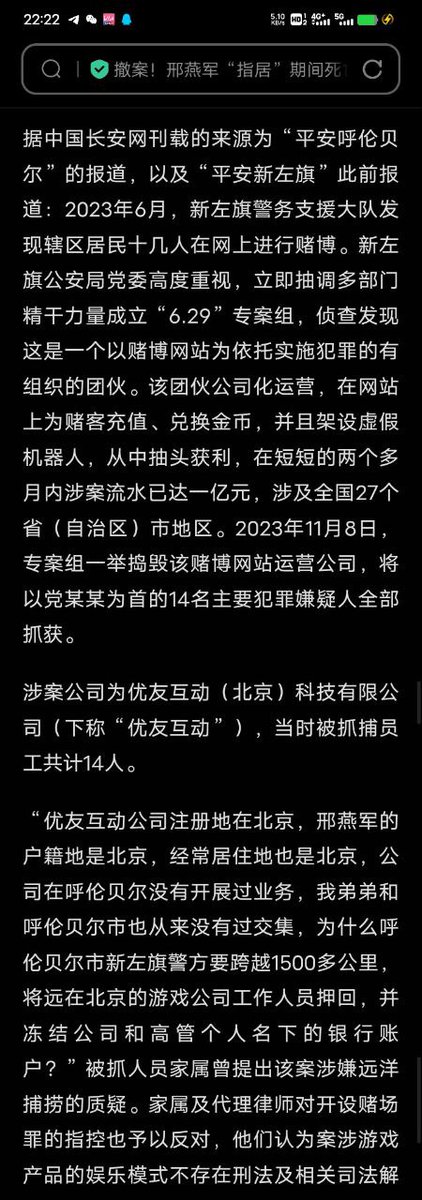 22:22
5.10 KB/s HD 4G 5G
撤案！邢燕军“指居”期间死
据中国长安网刊载的来源为“平安呼伦贝
尔”的报道，以及“平安新左旗”此前报
道：2023年6月，新左旗警务支援大队发
现辖区居民十几人在网上进行赌博。新左
旗公安局党委高度重视，立即抽调多部门
精干力量成立“6.29”专案组，侦查发现
这是一个以赌博网站为依托实施犯罪的有
组织的团伙。该团伙公司化运营，在网站
上为赌客充值、兑换金币，并且架设虚假
机器人，从中抽头获利，在短短的两个多
月内涉案流水已达一亿元，涉及全国27个
省（自治区）市地区。2023年11月8日，
专案组一举捣毁该赌博网站运营公司，将
以党某某为首的14名主要犯罪嫌疑人全部
抓获。
涉案公司为优友互动（北京）科技有限公
司（下称“优友互动”），当时被抓捕员
工共计14人。
“优友互动公司注册地在北京，邢燕军的
户籍地是北京，经常居住地也是北京，公
司在呼伦贝尔没有开展过业务，我弟弟和
呼伦贝尔市也从来没有过交集，为什么呼
伦贝尔市新左旗警方要跨越1500多公里，
将远在北京的游戏公司工作人员押回，并
冻结公司和高管个人名下的银行账
户？”被抓人员家属曾提出该案涉嫌远洋
捕捞的质疑。家属及代理律师对开设赌场
罪的指控也予以反对，他们认为案涉游戏
产品的娱乐模式不存在刑法及相关司法解